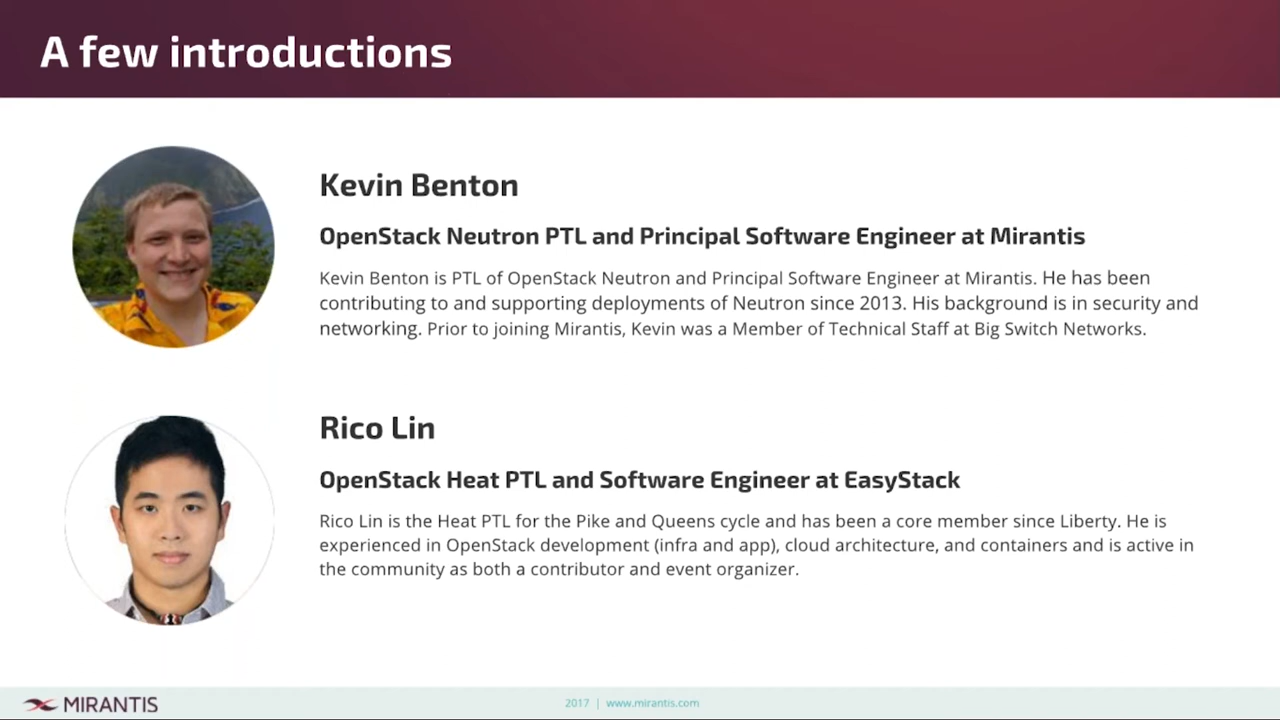 A few introductions
Kevin Benton
OpenStack Neutron PTL and Principal Software Engineer at Mirantis
Kevin Benton is PTL of OpenStack Neutron and Principal Software Engineer at Mirantis. He has been
contributing to and supporting deployments of Neutron since 2013. His background is in security and
networking. Prior to joining Mirantis, Kevin was a Member of Technical Staff at Big Switch Networks.
Rico Lin
OpenStack Heat PTL and Software Engineer at EasyStack
Rico Lin is the Heat PTL for the Pike and Queens cycle and has been a core member since Liberty. He is
experienced in OpenStack development (infra and app), cloud architecture, and containers and is active in
the community as both a contributor and event organizer.
MIRANTIS
2017 | www.mirantis.com